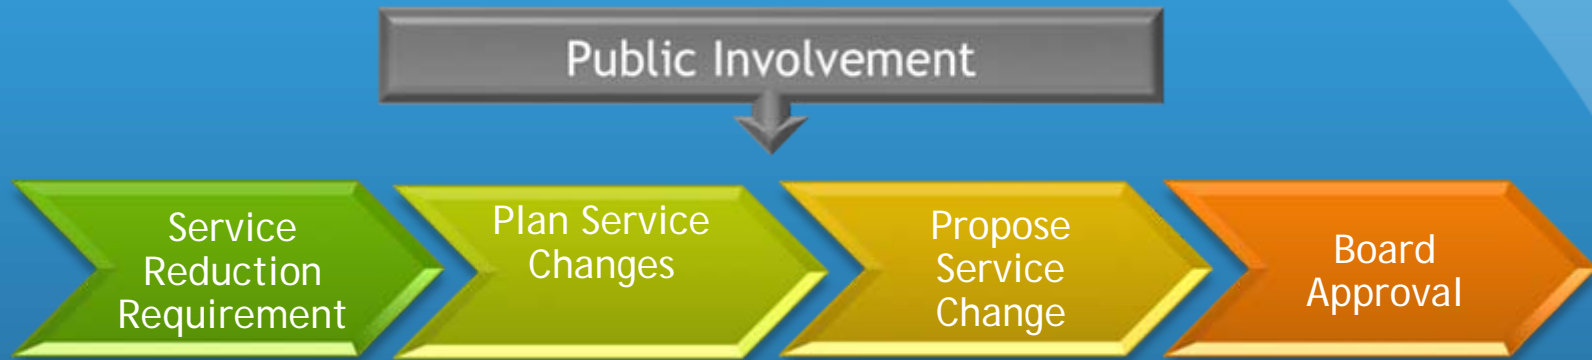 Public Involvement
Service
Reduction
Requirement
Plan Service
Changes
Propose
Service
Change
Board
Approval